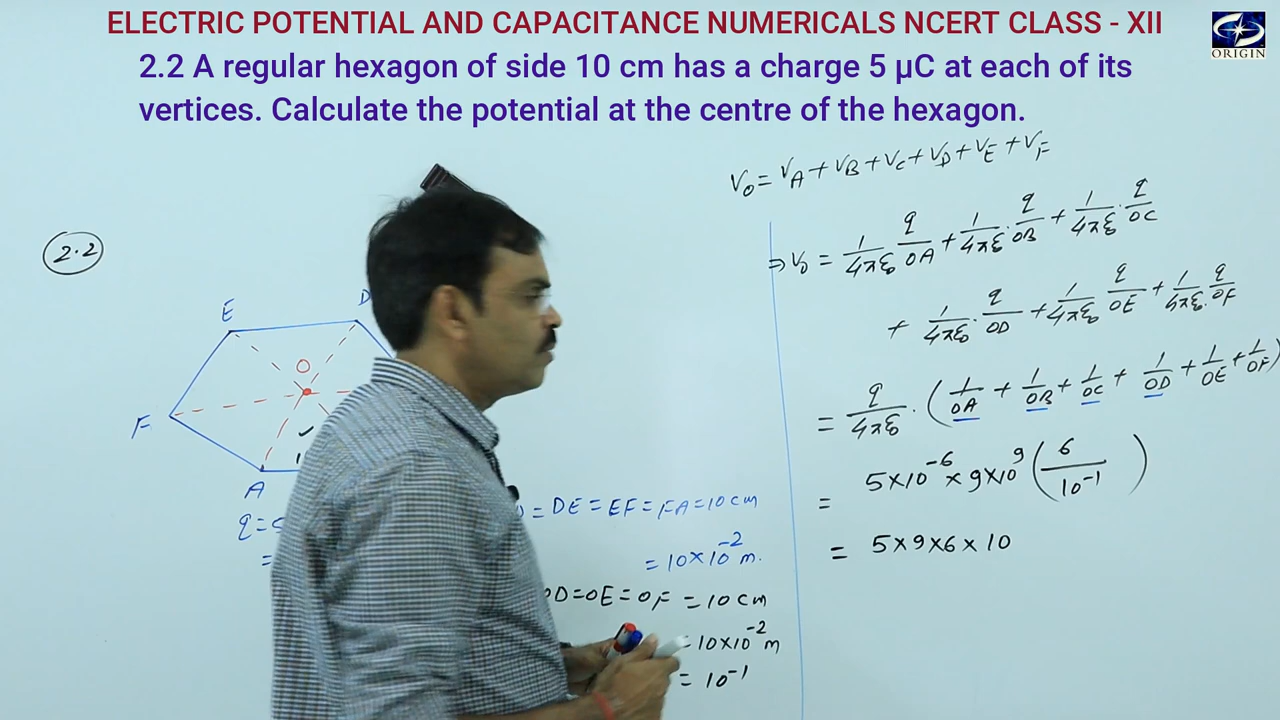 ELECTRIC POTENTIAL AND CAPACITANCE NUMERICALS NCERT CLASS - XII
ORIGIN
2.2 A regular hexagon of side 10 cm has a charge 5 µC at each of its
vertices. Calculate the potential at the centre of the hexagon.
2.2
E
D
O
F
A
q=
=
= DE = EF = FA = 10 cm
= 10×10⁻² m.
OD=OE=OF = 10 cm
= 10×10⁻² m
= 10⁻¹
V₀ = V_A + V_B + V_C + V_D + V_E + V_F
⇒ V₀ = 1/4πε₀ q/OA + 1/4πε₀ · q/OB + 1/4πε₀ · q/OC
+ 1/4πε₀ · q/OD + 1/4πε₀ q/OE + 1/4πε₀ · q/OF
= q/4πε₀ · (1/OA + 1/OB + 1/OC + 1/OD + 1/OE + 1/OF)
= 5×10⁻⁶ × 9×10⁹ (6/10⁻¹)
= 5×9×6×10